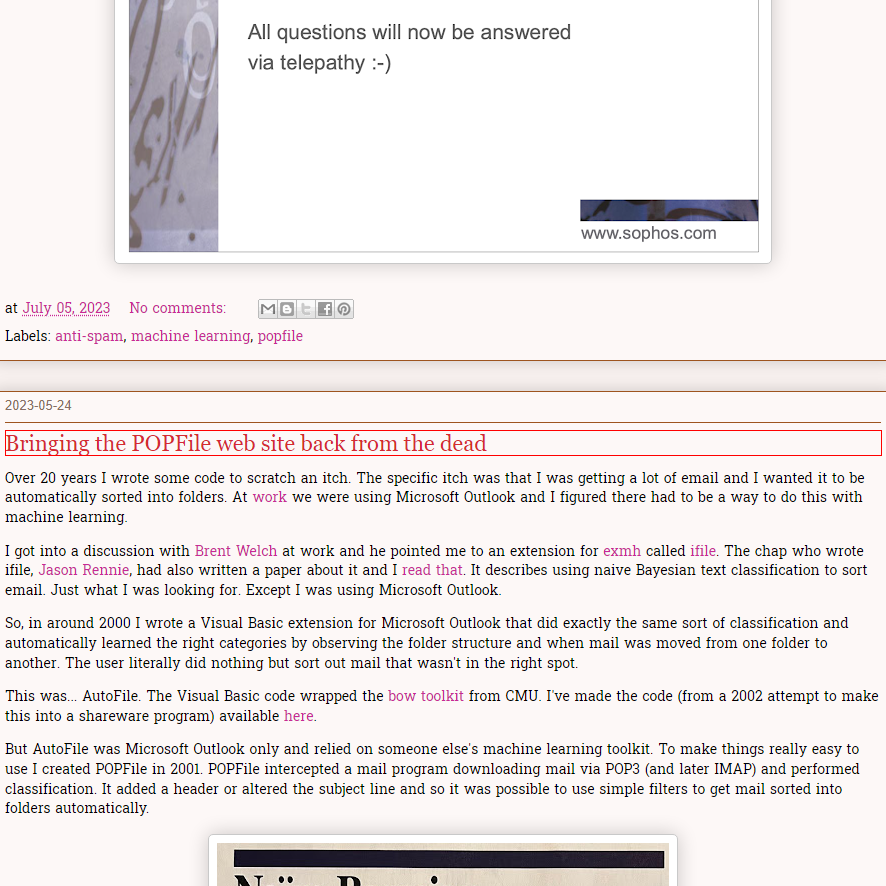 All questions will now be answered
via telepathy :-)
www.sophos.com
at July 05, 2023 No comments:
Labels: anti-spam, machine learning, popfile
2023-05-24
Bringing the POPFile web site back from the dead
Over 20 years I wrote some code to scratch an itch. The specific itch was that I was getting a lot of email and I wanted it to be
automatically sorted into folders. At work we were using Microsoft Outlook and I figured there had to be a way to do this with
machine learning.
I got into a discussion with Brent Welch at work and he pointed me to an extension for exmh called ifile. The chap who wrote
ifile, Jason Rennie, had also written a paper about it and I read that. It describes using naive Bayesian text classification to sort
email. Just what I was looking for. Except I was using Microsoft Outlook.
So, in around 2000 I wrote a Visual Basic extension for Microsoft Outlook that did exactly the same sort of classification and
automatically learned the right categories by observing the folder structure and when mail was moved from one folder to
another. The user literally did nothing but sort out mail that wasn't in the right spot.
This was... AutoFile. The Visual Basic code wrapped the bow toolkit from CMU. I've made the code (from a 2002 attempt to make
this into a shareware program) available here.
But AutoFile was Microsoft Outlook only and relied on someone else's machine learning toolkit. To make things really easy to
use I created POPFile in 2001. POPFile intercepted a mail program downloading mail via POP3 (and later IMAP) and performed
classification. It added a header or altered the subject line and so it was possible to use simple filters to get mail sorted into
folders automatically.